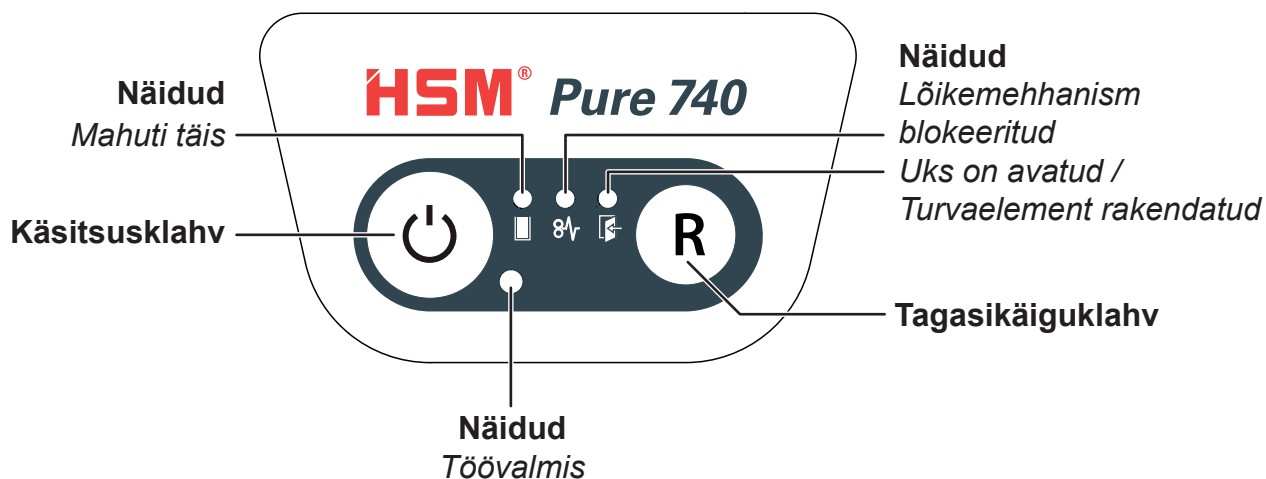 HSM® Pure 740
Näidud
Mahuti täis
Käsitsusklahv
Näidud
Lõikemehhanism
blokeeritud
Uks on avatud /
Turvaelement rakendatud
R
Tagasikäiguklahv
Näidud
Töövalmis